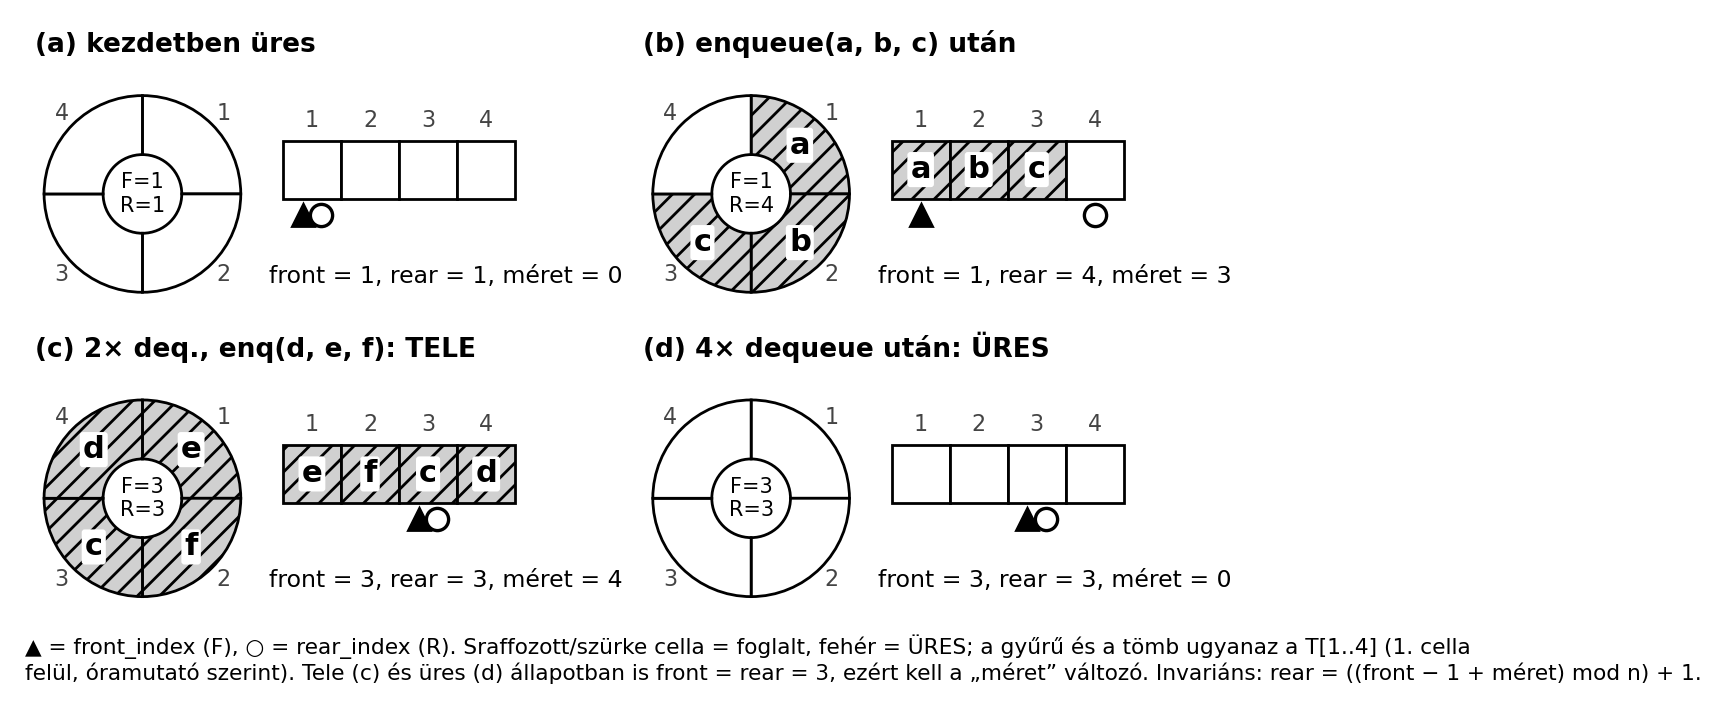 (a) kezdetben üres
4 1
F=1
R=1
3 2
1 2 3 4
front = 1, rear = 1, méret = 0
(b) enqueue(a, b, c) után
4 1
a
F=1
R=4
c b
3 2
1 2 3 4
a b c
front = 1, rear = 4, méret = 3
(c) 2× deq., enq(d, e, f): TELE
4 1
d e
F=3
R=3
c f
3 2
1 2 3 4
e f c d
front = 3, rear = 3, méret = 4
(d) 4× dequeue után: ÜRES
4 1
F=3
R=3
3 2
1 2 3 4
front = 3, rear = 3, méret = 0
▲ = front_index (F), ○ = rear_index (R). Sraffozott/szürke cella = foglalt, fehér = ÜRES; a gyűrű és a tömb ugyanaz a T[1..4] (1. cella
felül, óramutató szerint). Tele (c) és üres (d) állapotban is front = rear = 3, ezért kell a „méret” változó. Invariáns: rear = ((front − 1 + méret) mod n) + 1.